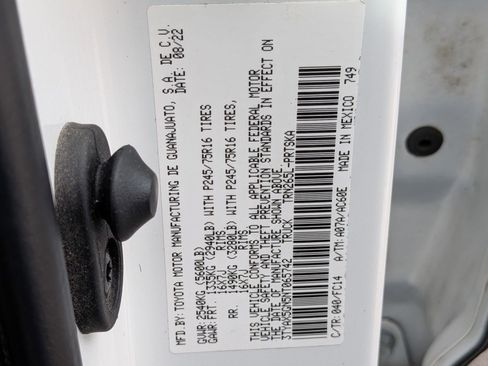 MFD. BY: TOYOTA MOTOR MANUFACTURING DE GUANAJUATO, S.A. DE C.V.
DATE: 08/22
GVWR: 2540KG (5600LB)
GAWR: FRT. 1335KG (2940LB) WITH P245/75R16 TIRES
16X7J RIMS
RR. 1490KG (3280LB) WITH P245/75R16 TIRES
16X7J RIMS
THIS VEHICLE CONFORMS TO ALL APPLICABLE FEDERAL MOTOR
VEHICLE SAFETY AND THEFT PREVENTION STANDARDS IN EFFECT ON
THE DATE OF MANUFACTURE SHOWN ABOVE.
3TYAX5GN5NT065742 TRUCK TRN265L-PRTSKA
C/TR: 040/FC14 A/TM: A07A/AC60E MADE IN MEXICO 749